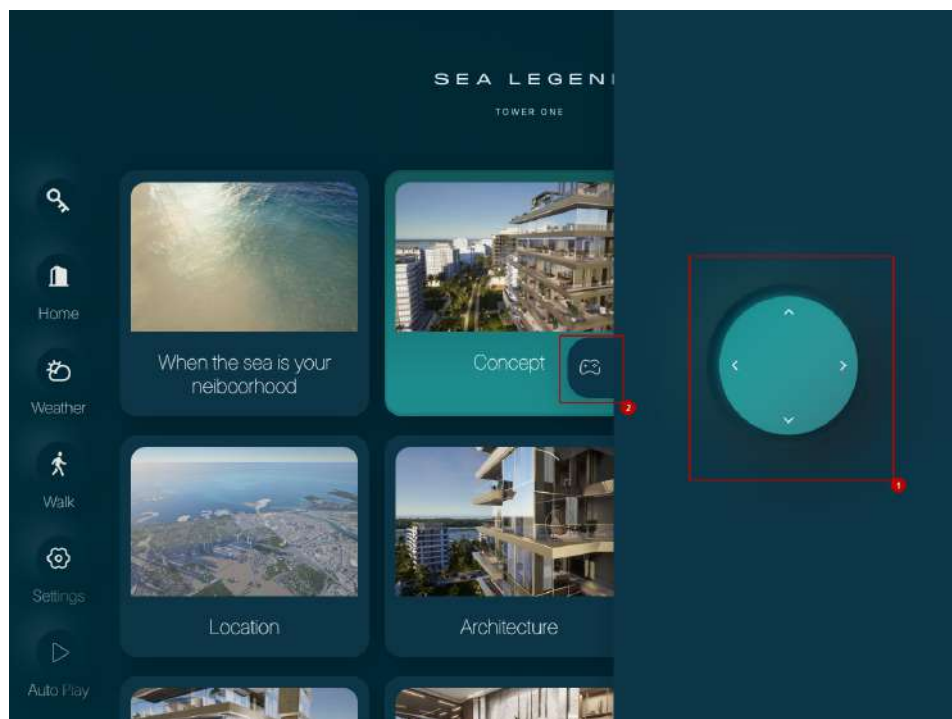 SEA LEGEN
TOWER ONE
Home
Weather
Walk
Settings
Auto Play
When the sea is your
neiboorhood
Concept
2
1
Location
Architecture